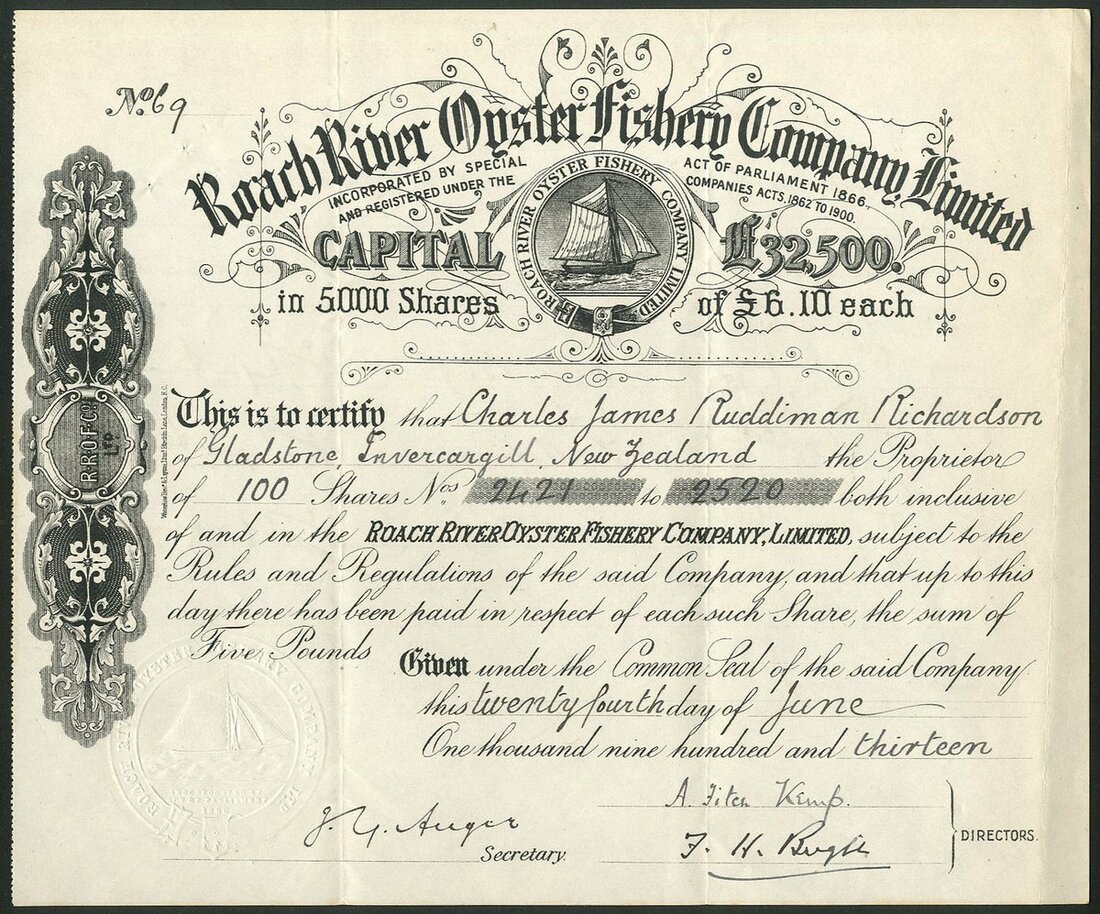 No. 69
Roach River Oyster Fishery Company, Limited
INCORPORATED BY SPECIAL ACT OF PARLIAMENT 1866,
AND REGISTERED UNDER THE COMPANIES ACTS. 1862 TO 1900.
ROACH RIVER OYSTER FISHERY COMPANY LIMITED
CAPITAL £32,500.
in 5000 Shares of £6.10 each
R.R.O.F. Co. LTD
This is to certify that Charles James Ruddiman Richardson
of Gladstone, Invercargill, New Zealand the Proprietor
of 100 Shares Nos 2421 to 2520 both inclusive
of and in the ROACH RIVER OYSTER FISHERY COMPANY, LIMITED, subject to the
Rules and Regulations of the said Company, and that up to this
day there has been paid in respect of each such Share, the sum of
Five Pounds
Given under the Common Seal of the said Company
this twenty fourth day of June
One thousand nine hundred and thirteen
A. Fitch Kemp.
J. Y. Auger
F. H.
Secretary.
DIRECTORS.